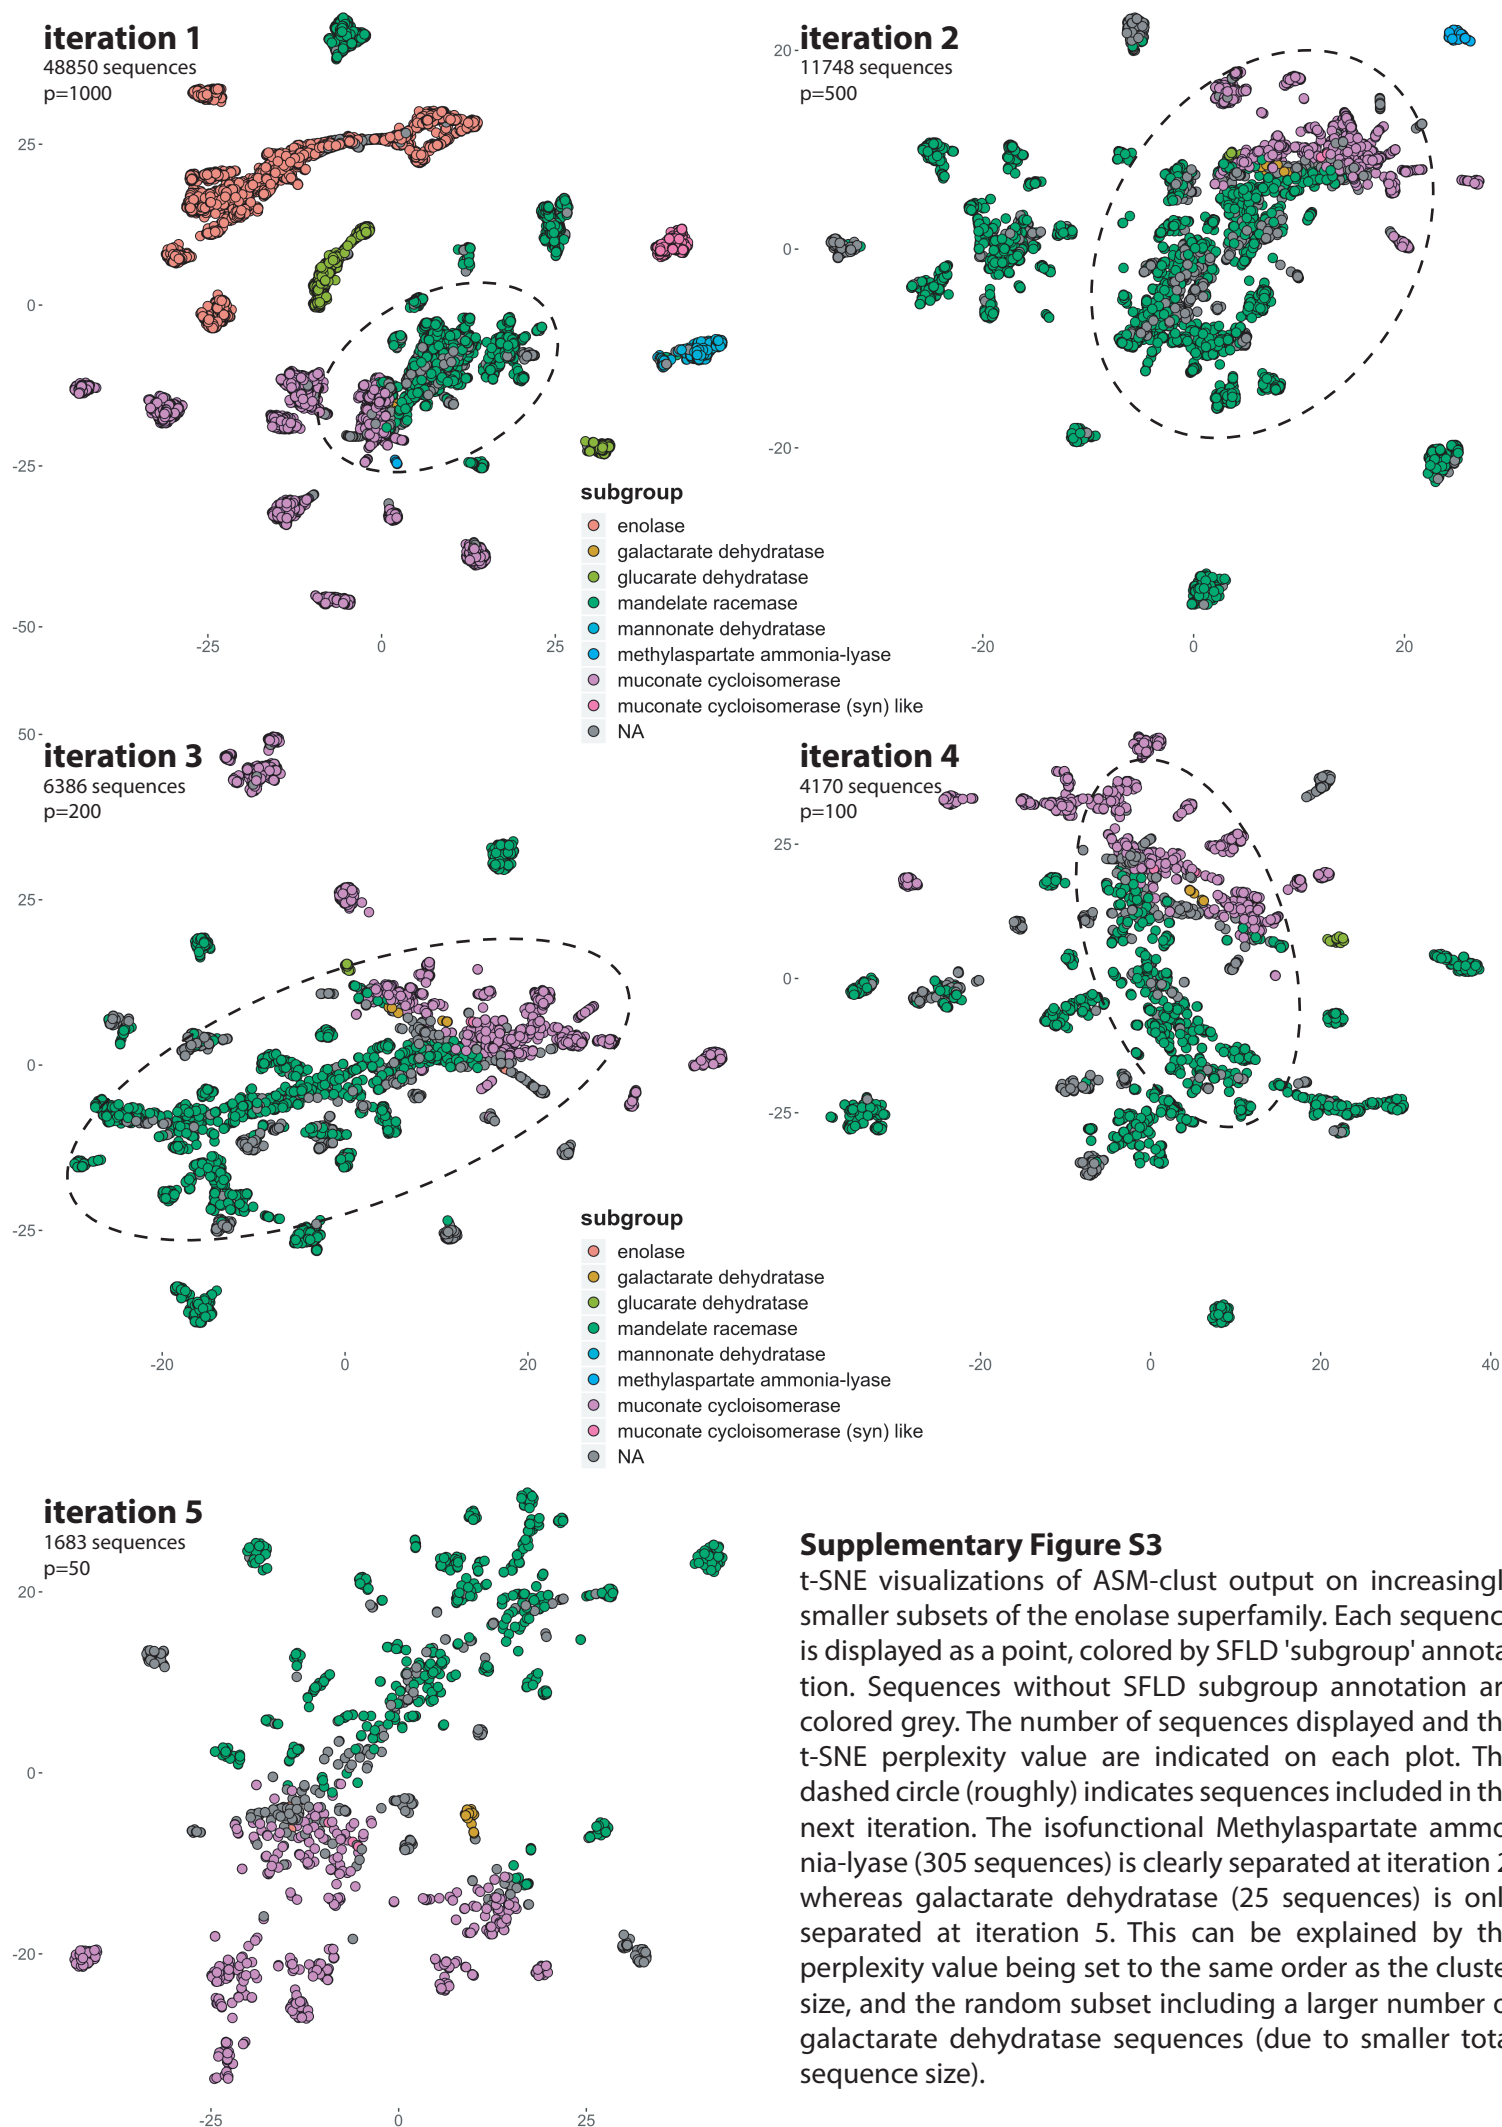 iteration 1
48850 sequences
p=1000
25
0
-25
-50
-25
0
25
iteration 2
11748 sequences
p=500
20
0
-20
-20
0
20
subgroup
enolase
galactarate dehydratase
glucarate dehydratase
mandelate racemase
mannonate dehydratase
methylaspartate ammonia-lyase
muconate cycloisomerase
muconate cycloisomerase (syn) like
NA
iteration 3
6386 sequences
p=200
50
25
0
-25
-20
0
20
iteration 4
4170 sequences
p=100
25
0
-25
-20
0
20
40
subgroup
enolase
galactarate dehydratase
glucarate dehydratase
mandelate racemase
mannonate dehydratase
methylaspartate ammonia-lyase
muconate cycloisomerase
muconate cycloisomerase (syn) like
NA
iteration 5
1683 sequences
p=50
20
0
-20
-25
0
25
Supplementary Figure S3
t-SNE visualizations of ASM-clust output on increasingl
smaller subsets of the enolase superfamily. Each sequenc
is displayed as a point, colored by SFLD 'subgroup' annota
tion. Sequences without SFLD subgroup annotation ar
colored grey. The number of sequences displayed and th
t-SNE perplexity value are indicated on each plot. Th
dashed circle (roughly) indicates sequences included in th
next iteration. The isofunctional Methylaspartate ammo
nia-lyase (305 sequences) is clearly separated at iteration 2
whereas galactarate dehydratase (25 sequences) is onl
separated at iteration 5. This can be explained by th
perplexity value being set to the same order as the cluste
size, and the random subset including a larger number o
galactarate dehydratase sequences (due to smaller tota
sequence size).